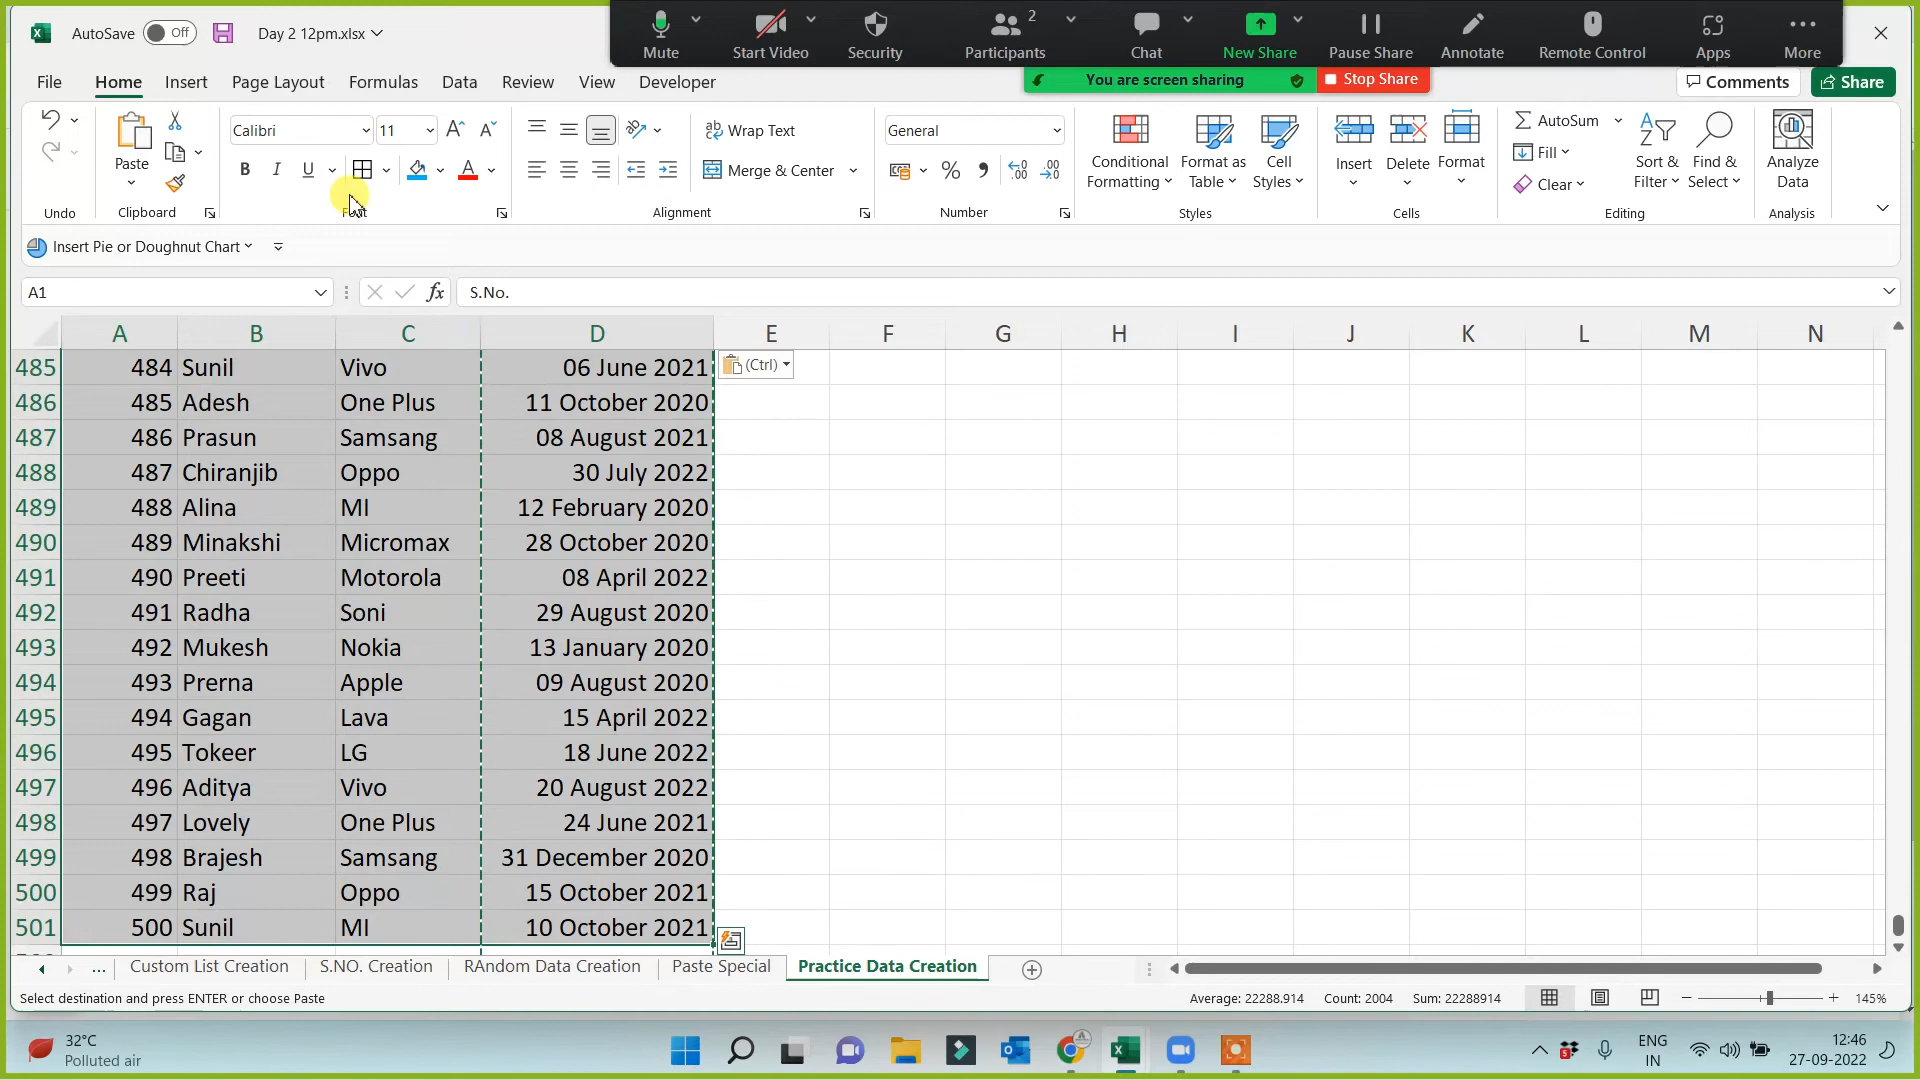 AutoSave Off Day 2 12pm.xlsx
Mute Start Video Security Participants 2 Chat New Share Pause Share Annotate Remote Control Apps More
You are screen sharing Stop Share
File Home Insert Page Layout Formulas Data Review View Developer Comments Share
Calibri 11 Wrap Text General AutoSum
Paste B I U Merge & Center % Conditional Formatting Format as Table Cell Styles Insert Delete Format Fill Clear Sort & Filter Find & Select Analyze Data
Undo Clipboard Font Alignment Number Styles Cells Editing Analysis
Insert Pie or Doughnut Chart
A1 fx S.No.
A B C D E F G H I J K L M N
485 484 Sunil Vivo 06 June 2021 (Ctrl)
486 485 Adesh One Plus 11 October 2020
487 486 Prasun Samsang 08 August 2021
488 487 Chiranjib Oppo 30 July 2022
489 488 Alina MI 12 February 2020
490 489 Minakshi Micromax 28 October 2020
491 490 Preeti Motorola 08 April 2022
492 491 Radha Soni 29 August 2020
493 492 Mukesh Nokia 13 January 2020
494 493 Prerna Apple 09 August 2020
495 494 Gagan Lava 15 April 2022
496 495 Tokeer LG 18 June 2022
497 496 Aditya Vivo 20 August 2022
498 497 Lovely One Plus 24 June 2021
499 498 Brajesh Samsang 31 December 2020
500 499 Raj Oppo 15 October 2021
501 500 Sunil MI 10 October 2021
... Custom List Creation S.NO. Creation RAndom Data Creation Paste Special Practice Data Creation
Select destination and press ENTER or choose Paste Average: 22288.914 Count: 2004 Sum: 22288914 145%
32°C ENG 12:46
Polluted air IN 27-09-2022